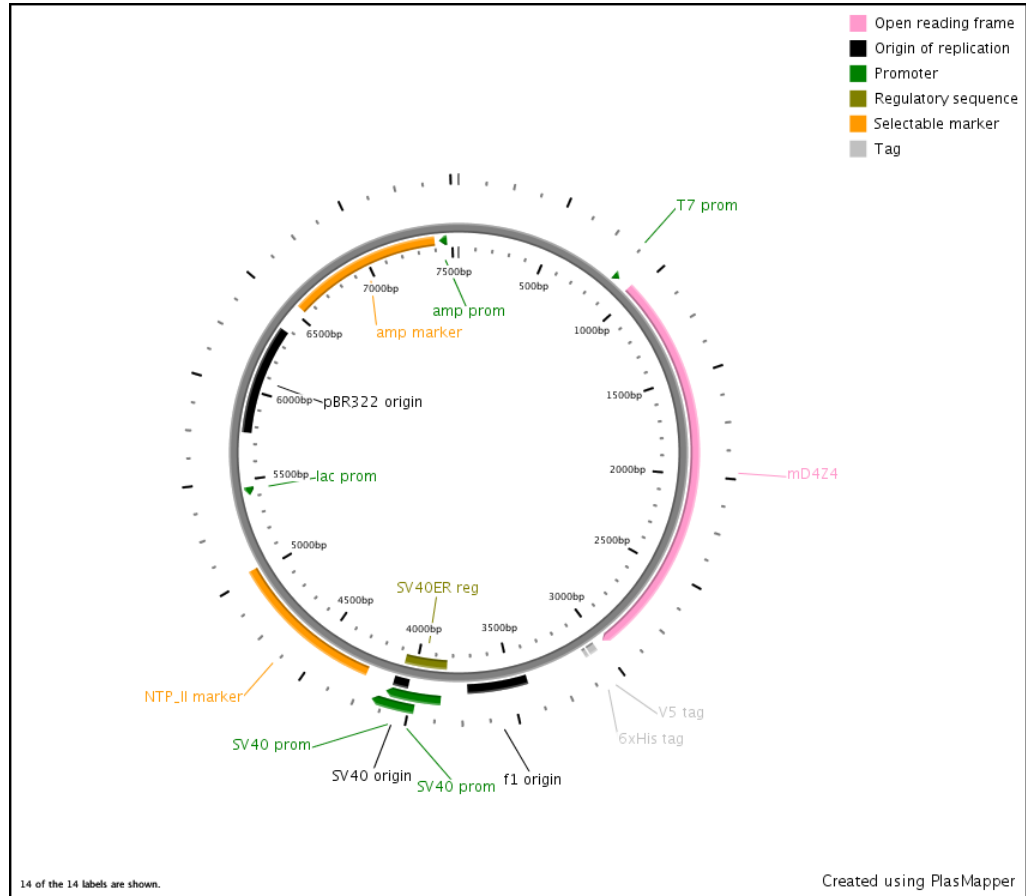 Open reading frame
Origin of replication
Promoter
Regulatory sequence
Selectable marker
Tag
T7 prom
7500bp
500bp
7000bp
amp prom
1000bp
6500bp
amp marker
1500bp
6000bp
pBR322 origin
2000bp
mD4Z4
5500bp
lac prom
5000bp
2500bp
SV40ER reg
4500bp
3000bp
4000bp
3500bp
NTP_II marker
V5 tag
6xHis tag
SV40 prom
SV40 origin
SV40 prom
f1 origin
14 of the 14 labels are shown.
Created using PlasMapper